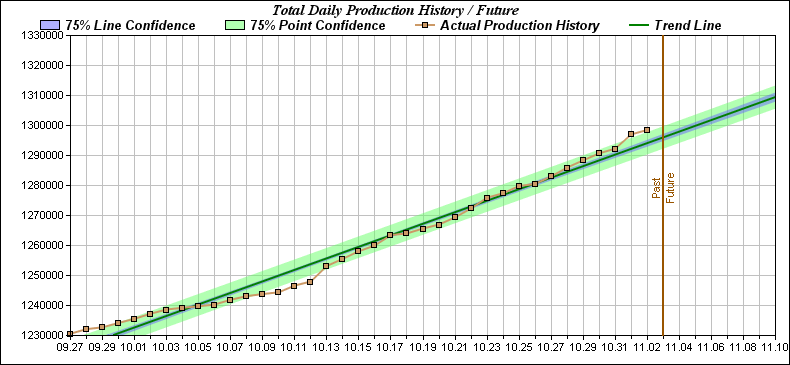 Total Daily Production History / Future
75% Line Confidence 75% Point Confidence Actual Production History Trend Line
1330000
1320000
1310000
1300000
1290000
1280000
1270000
1260000
1250000
1240000
1230000
Past
Future
09.27 09.29 10.01 10.03 10.05 10.07 10.09 10.11 10.13 10.15 10.17 10.19 10.21 10.23 10.25 10.27 10.29 10.31 11.02 11.04 11.06 11.08 11.10